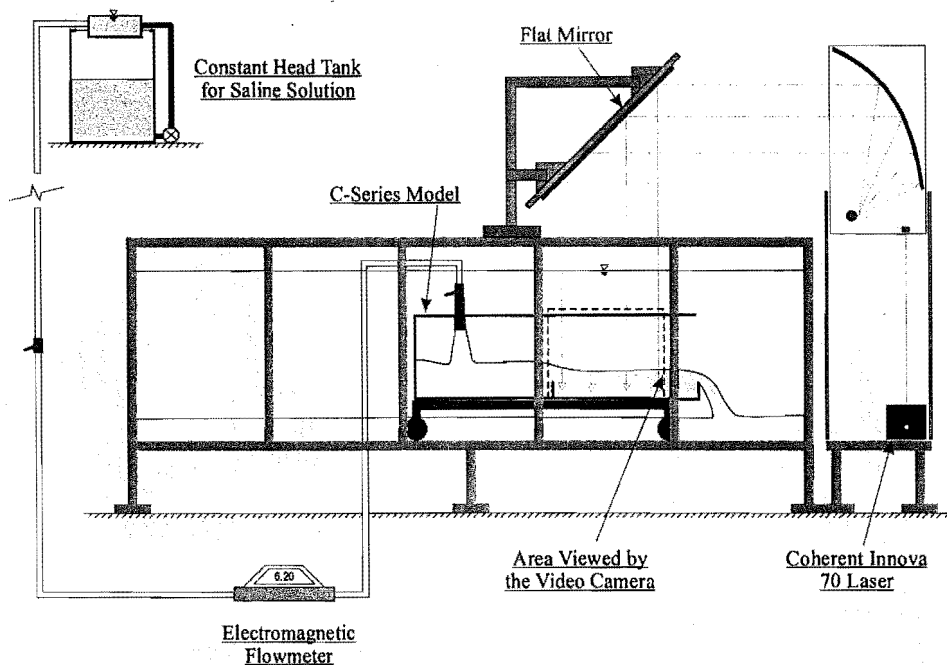 Flat Mirror
Constant Head Tank
for Saline Solution
C-Series Model
6.20
Area Viewed by
the Video Camera
Coherent Innova
70 Laser
Electromagnetic
Flowmeter